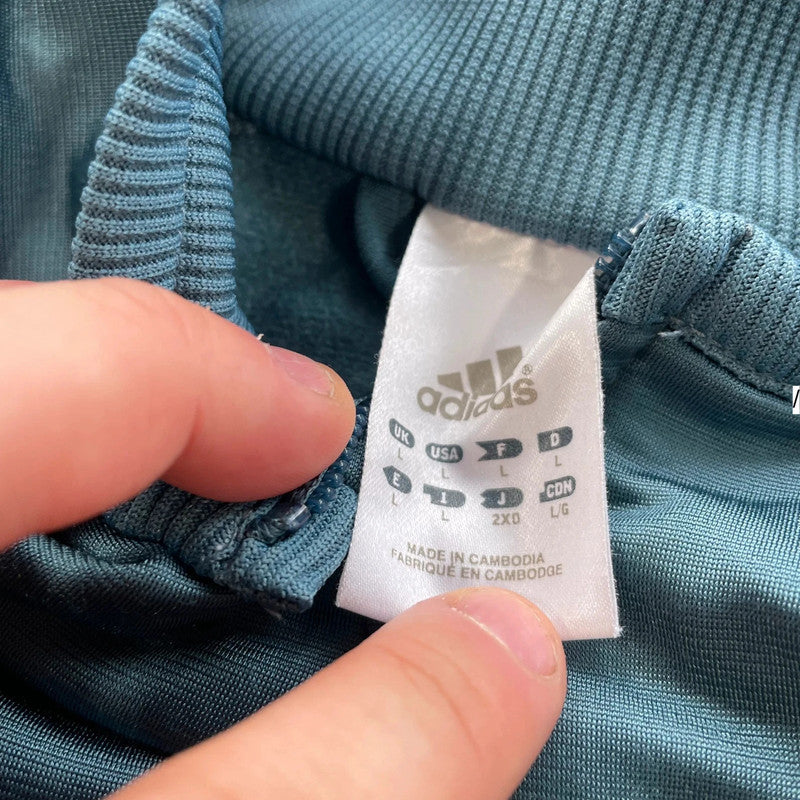 adidas®
UK USA F D
L L L L
E I J CDN
L L 2XO L/G
MADE IN CAMBODIA
FABRIQUÉ EN CAMBODGE